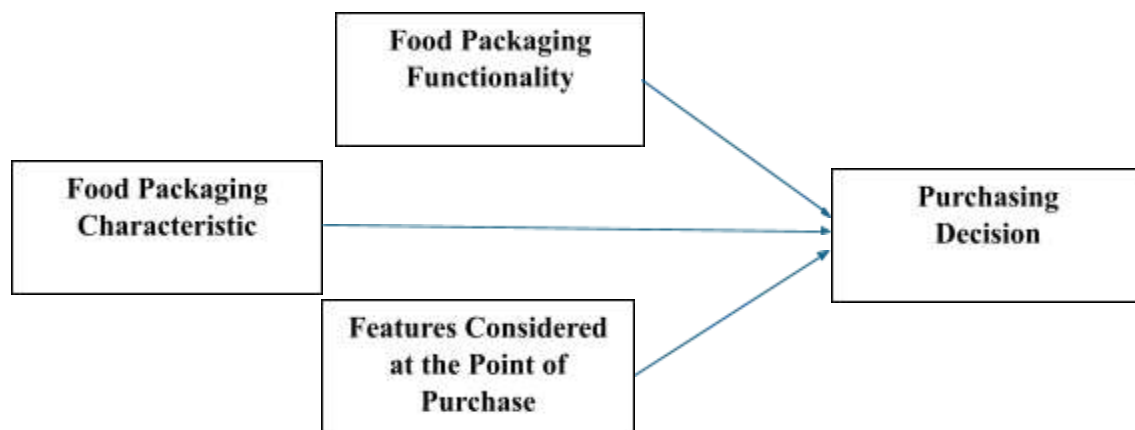 Food Packaging
Functionality
Food Packaging
Characteristic
Purchasing
Decision
Features Considered
at the Point of
Purchase